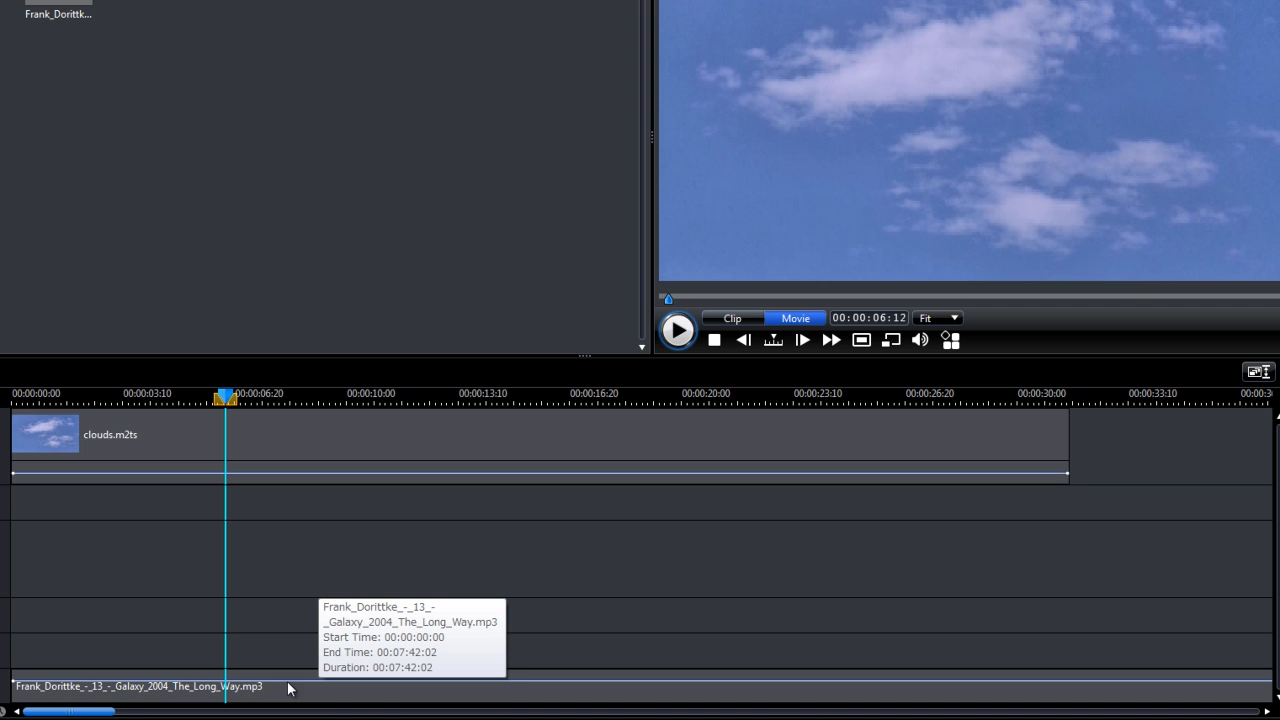 Frank_Dorittk...
Clip Movie 00:00:06:12 Fit
00:00:00:00 00:00:03:10 00:00:06:20 00:00:10:00 00:00:13:10 00:00:16:20 00:00:20:00 00:00:23:10 00:00:26:20 00:00:30:00 00:00:33:10 00:00:3
clouds.m2ts
Frank_Dorittke_-_13_-
_Galaxy_2004_The_Long_Way.mp3
Start Time: 00:00:00:00
End Time: 00:07:42:02
Duration: 00:07:42:02
Frank_Dorittke_-_13_-_Galaxy_2004_The_Long_Way.mp3